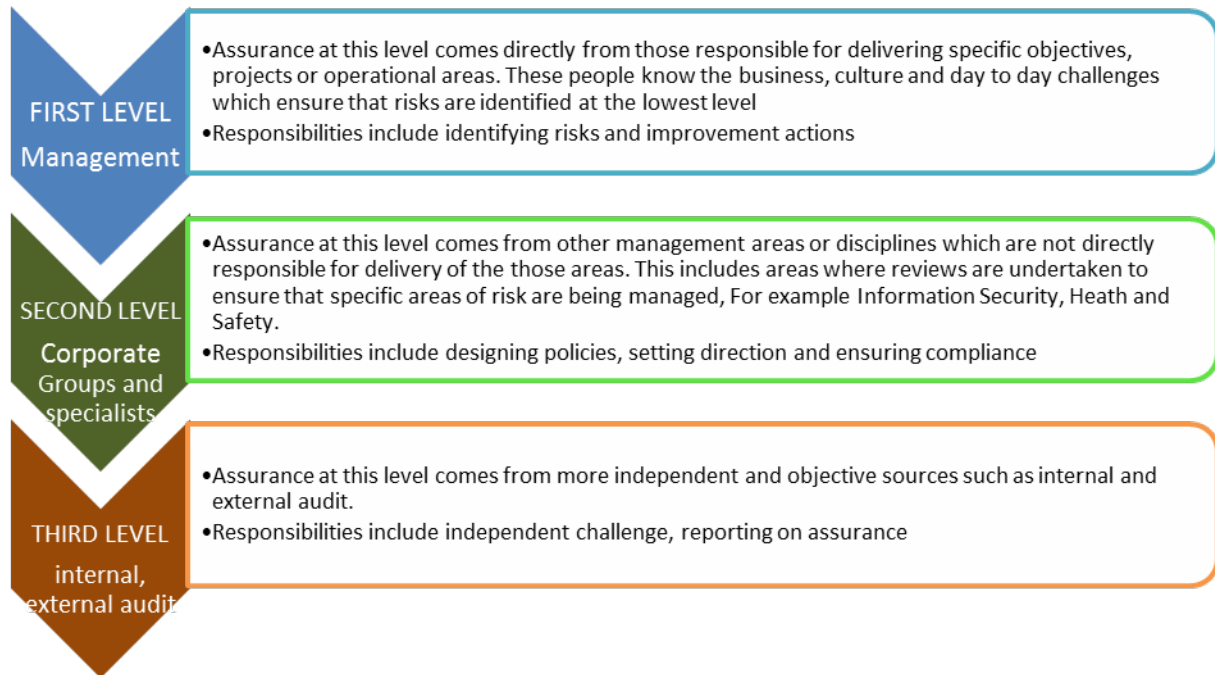 FIRST LEVEL
Management
•Assurance at this level comes directly from those responsible for delivering specific objectives,
projects or operational areas. These people know the business, culture and day to day challenges
which ensure that risks are identified at the lowest level
•Responsibilities include identifying risks and improvement actions
SECOND LEVEL
Corporate
Groups and
specialists
•Assurance at this level comes from other management areas or disciplines which are not directly
responsible for delivery of the those areas. This includes areas where reviews are undertaken to
ensure that specific areas of risk are being managed, For example Information Security, Heath and
Safety.
•Responsibilities include designing policies, setting direction and ensuring compliance
THIRD LEVEL
internal,
external audit
•Assurance at this level comes from more independent and objective sources such as internal and
external audit.
•Responsibilities include independent challenge, reporting on assurance